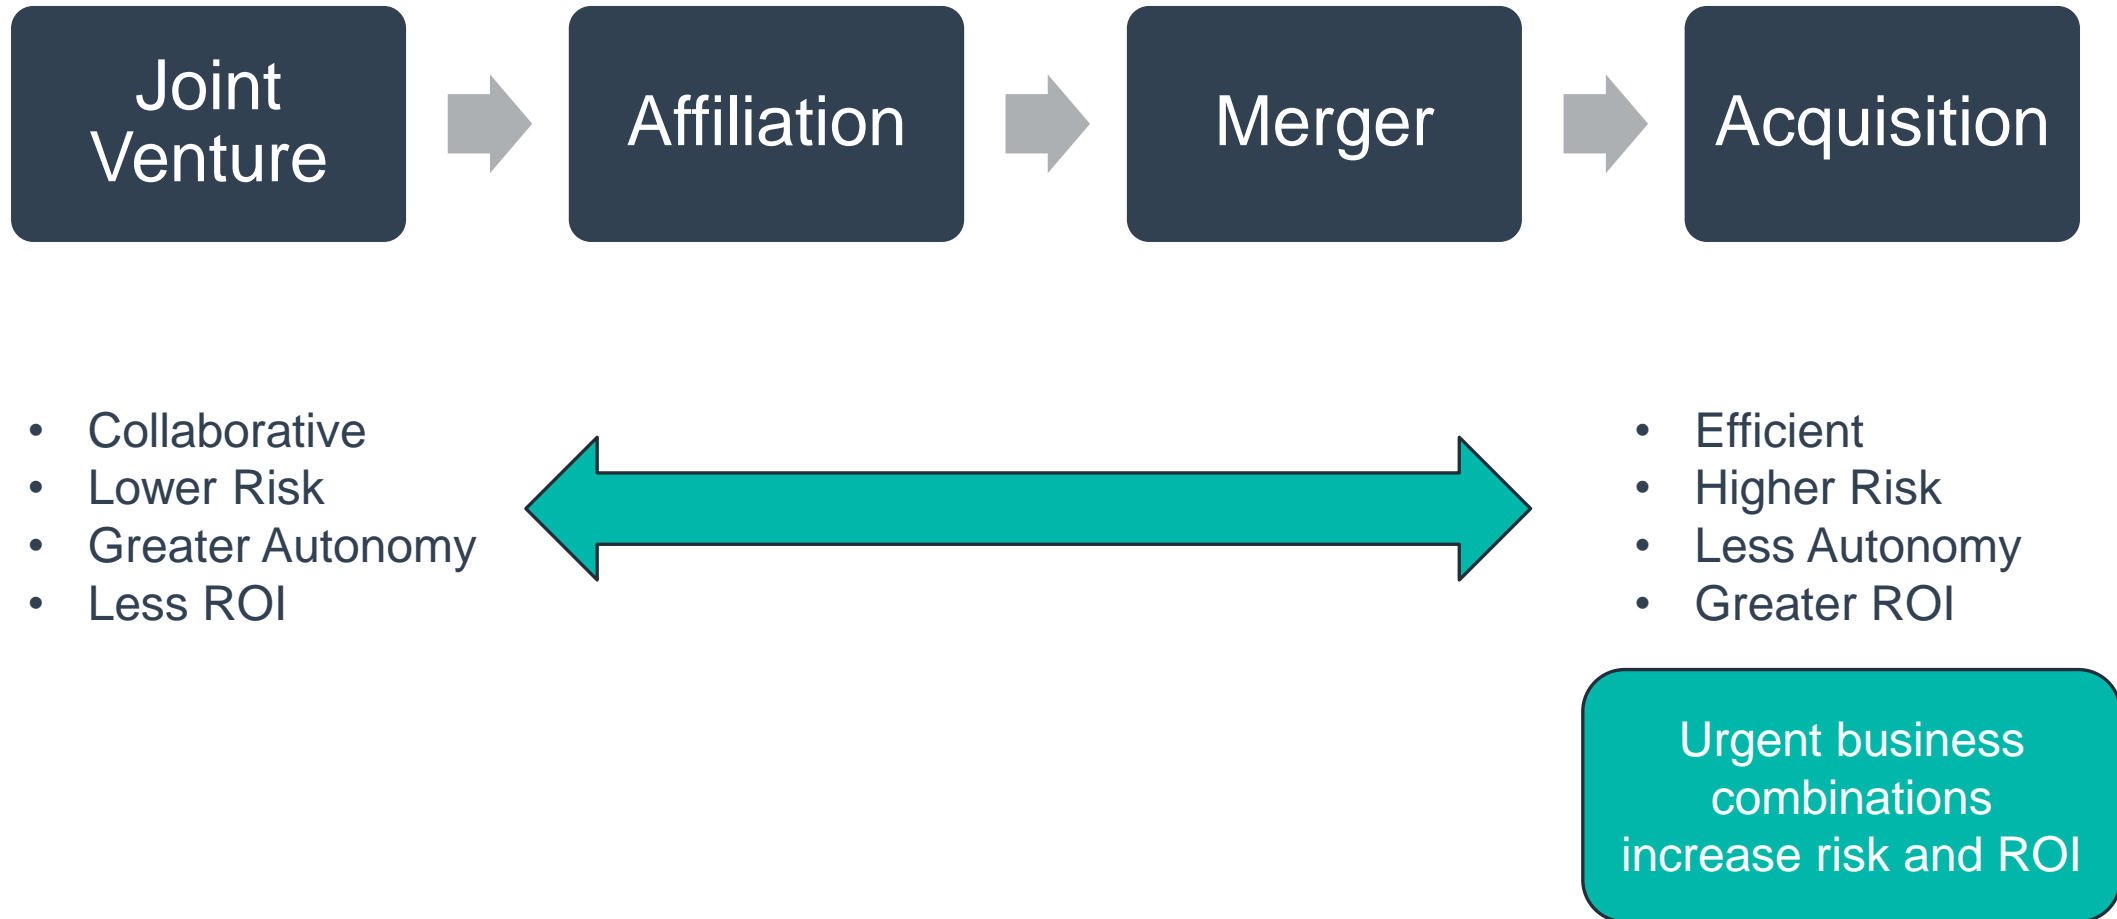 Joint
Venture
Affiliation
Merger
Acquisition
• Collaborative
• Lower Risk
• Greater Autonomy
• Less ROI
• Efficient
• Higher Risk
• Less Autonomy
• Greater ROI
Urgent business
combinations
increase risk and ROI